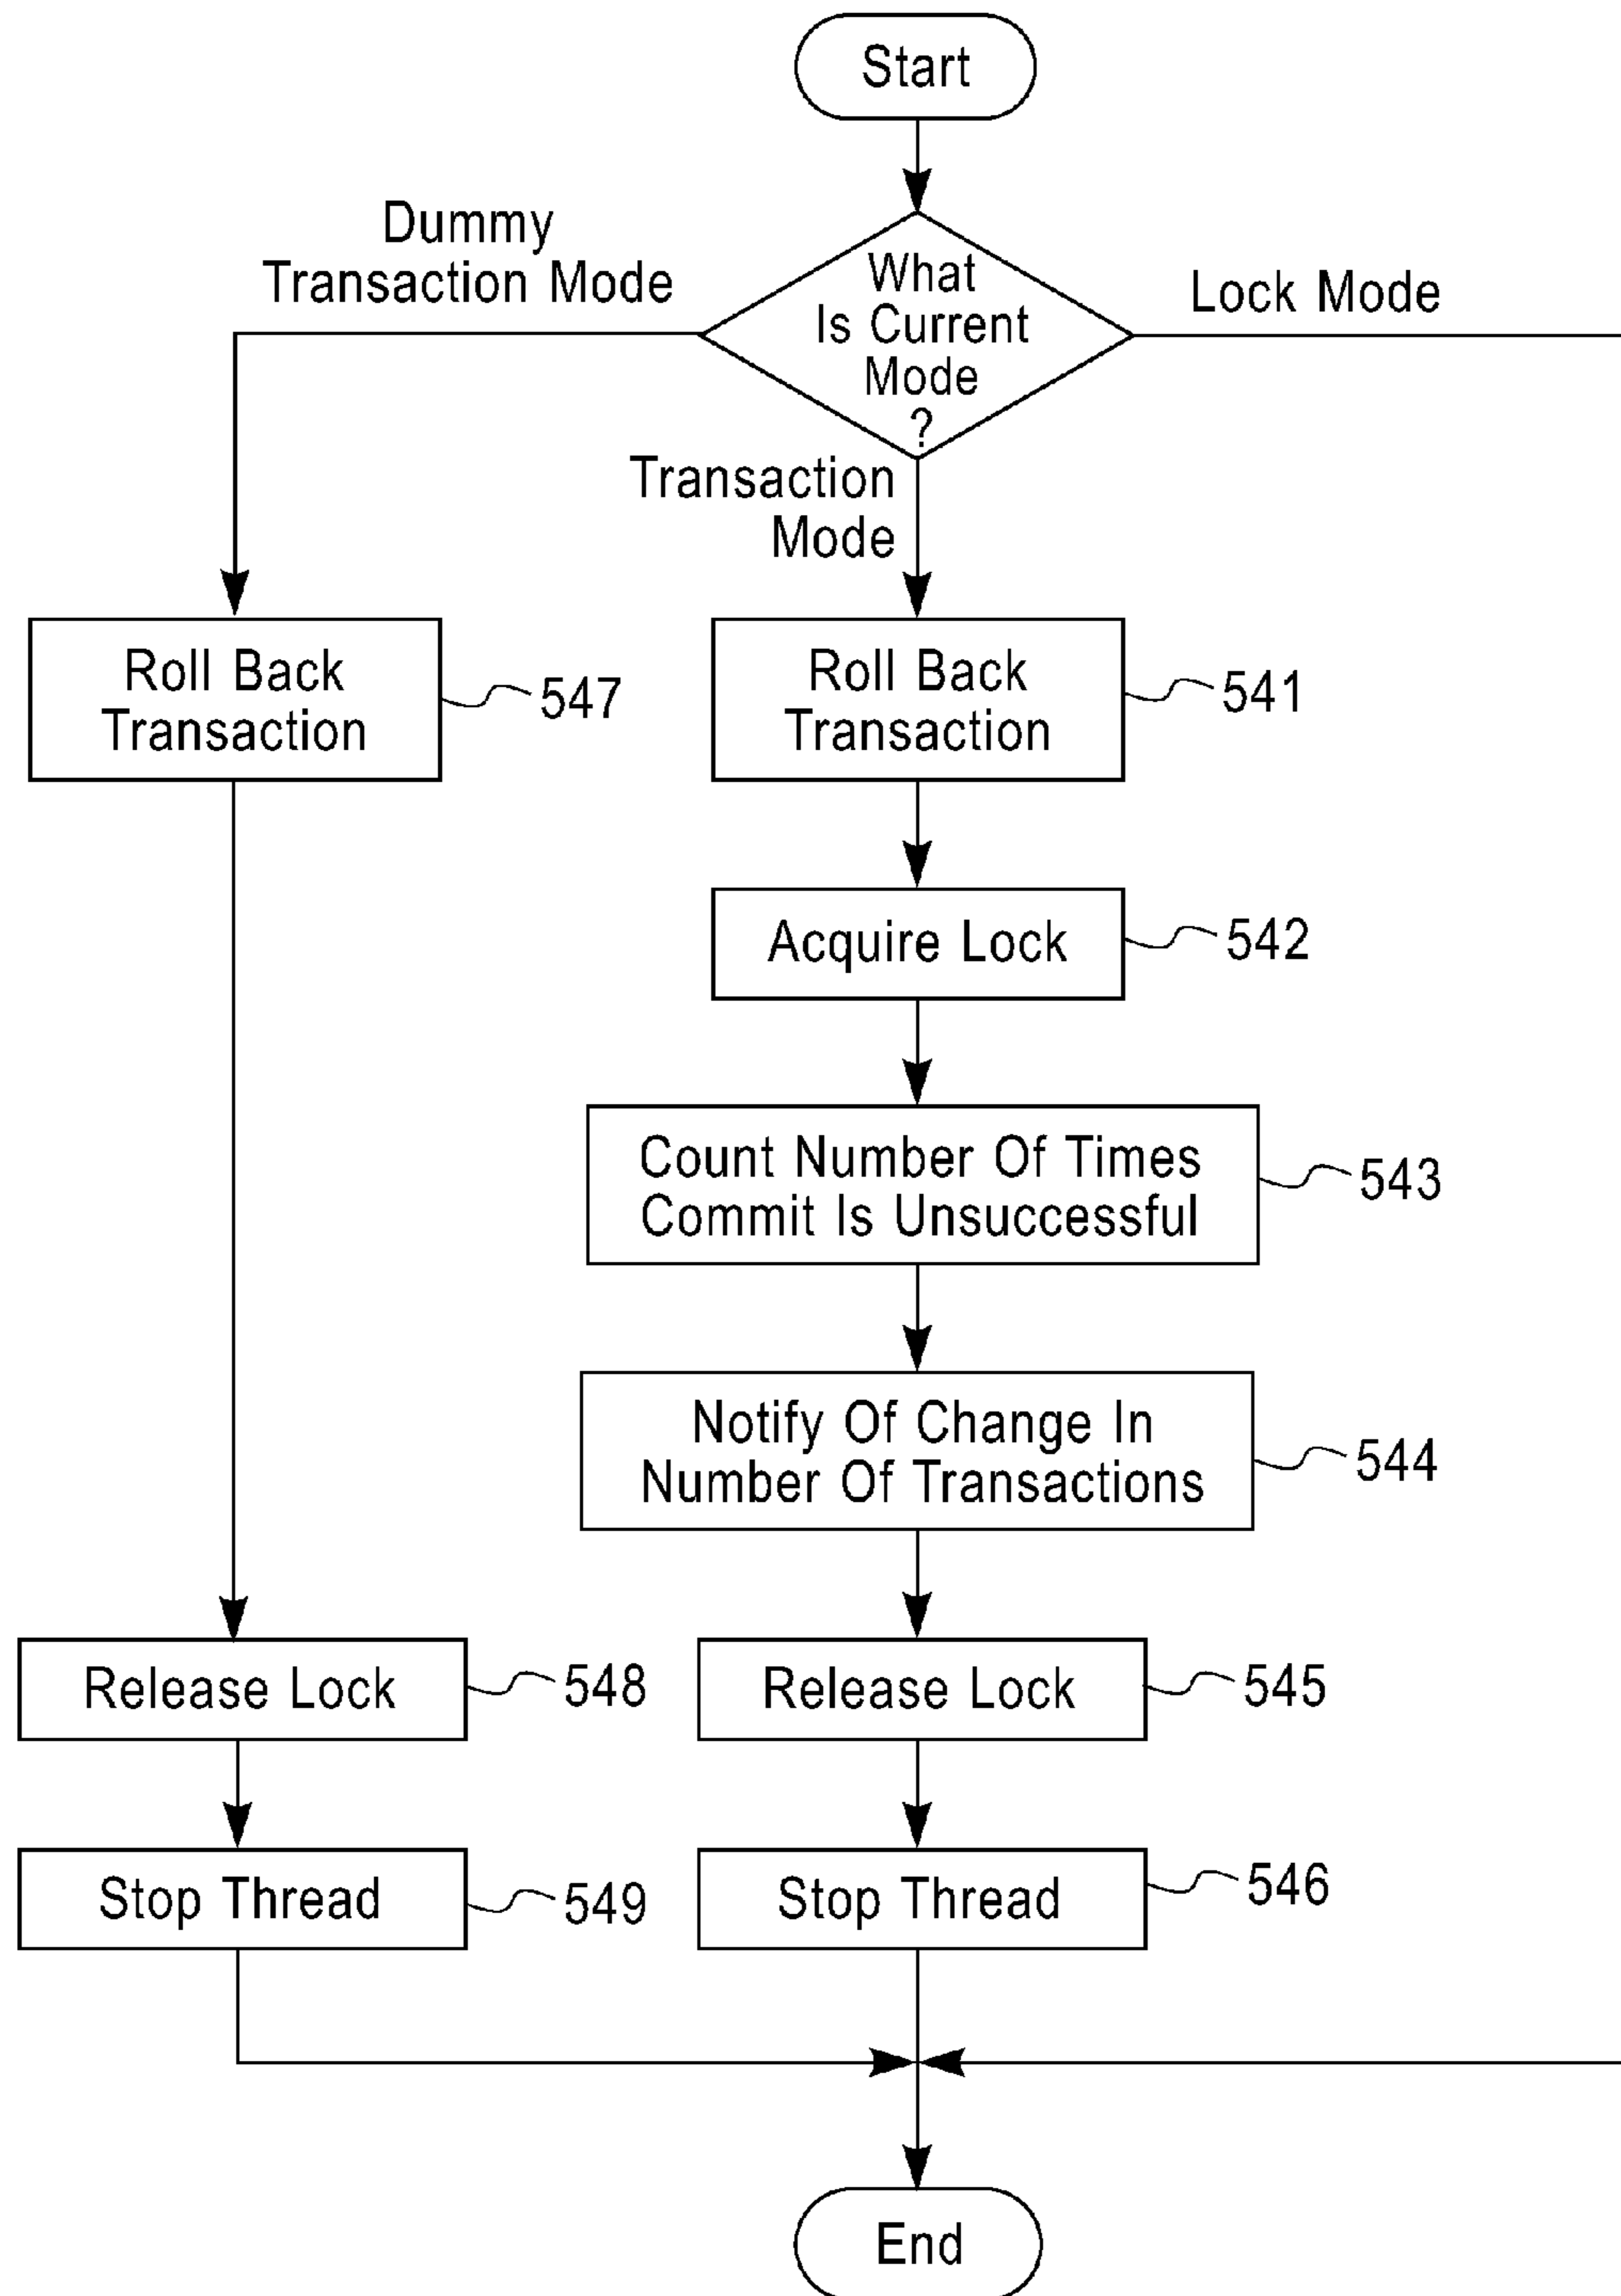 Start
Dummy
Transaction Mode
What
Is Current
Mode
?
Lock Mode
Transaction
Mode
Roll Back
Transaction
547
Roll Back
Transaction
541
Acquire Lock
542
Count Number Of Times
Commit Is Unsuccessful
543
Notify Of Change In
Number Of Transactions
544
Release Lock
548
Release Lock
545
Stop Thread
549
Stop Thread
546
End